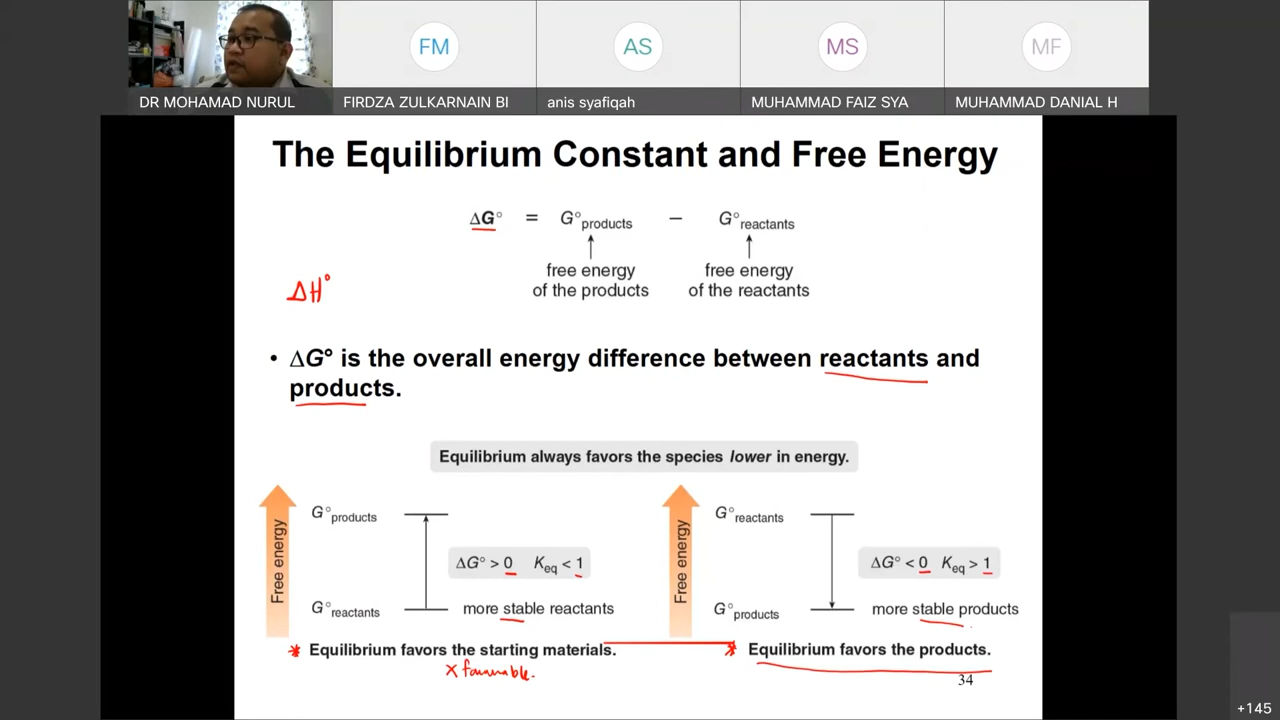 FM
AS
MS
MF
DR MOHAMAD NURUL
FIRDZA ZULKARNAIN BI
anis syafiqah
MUHAMMAD FAIZ SYA
MUHAMMAD DANIAL H
The Equilibrium Constant and Free Energy
ΔG° = G°products − G°reactants
free energy of the products
free energy of the reactants
ΔH°
• ΔG° is the overall energy difference between reactants and
products.
Equilibrium always favors the species lower in energy.
Free energy
G°products
ΔG° > 0 Keq < 1
G°reactants
more stable reactants
* Equilibrium favors the starting materials.
x favourable.
Free energy
G°reactants
ΔG° < 0 Keq > 1
G°products
more stable products
* Equilibrium favors the products.
34
+145